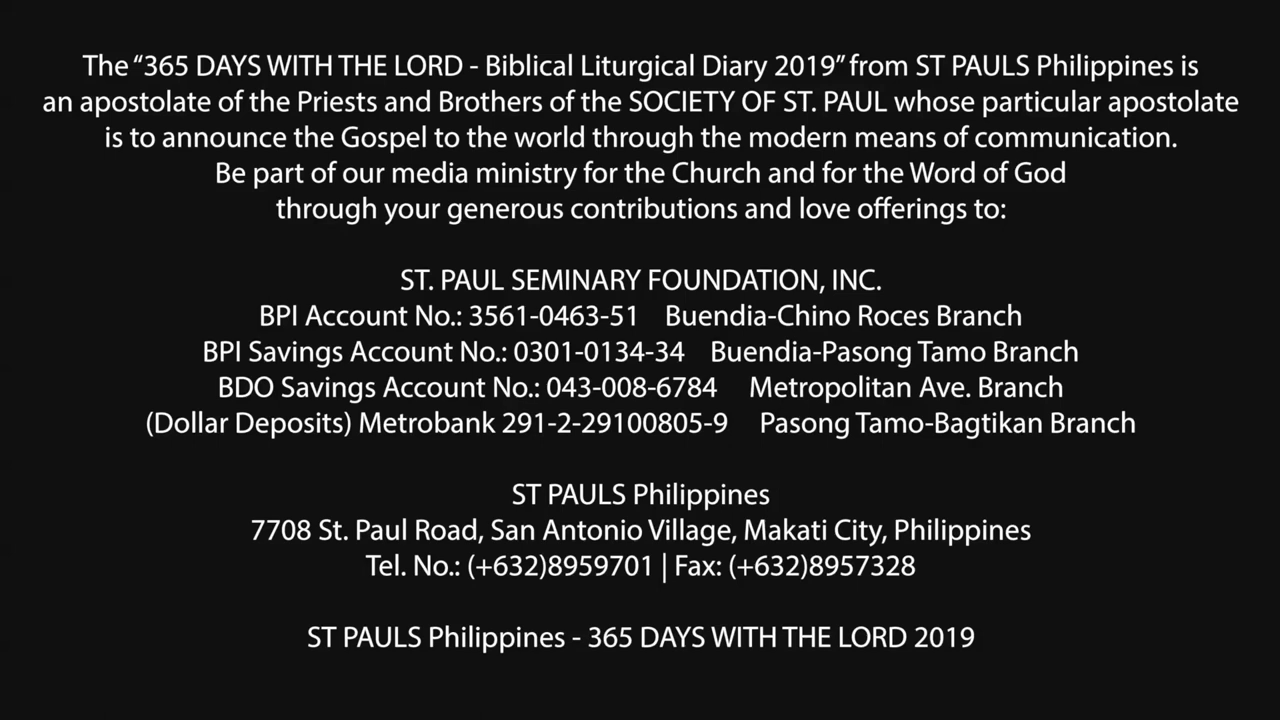 The “365 DAYS WITH THE LORD - Biblical Liturgical Diary 2019” from ST PAULS Philippines is
an apostolate of the Priests and Brothers of the SOCIETY OF ST. PAUL whose particular apostolate
is to announce the Gospel to the world through the modern means of communication.
Be part of our media ministry for the Church and for the Word of God
through your generous contributions and love offerings to:
ST. PAUL SEMINARY FOUNDATION, INC.
BPI Account No.: 3561-0463-51 Buendia-Chino Roces Branch
BPI Savings Account No.: 0301-0134-34 Buendia-Pasong Tamo Branch
BDO Savings Account No.: 043-008-6784 Metropolitan Ave. Branch
(Dollar Deposits) Metrobank 291-2-29100805-9 Pasong Tamo-Bagtikan Branch
ST PAULS Philippines
7708 St. Paul Road, San Antonio Village, Makati City, Philippines
Tel. No.: (+632)8959701 | Fax: (+632)8957328
ST PAULS Philippines - 365 DAYS WITH THE LORD 2019